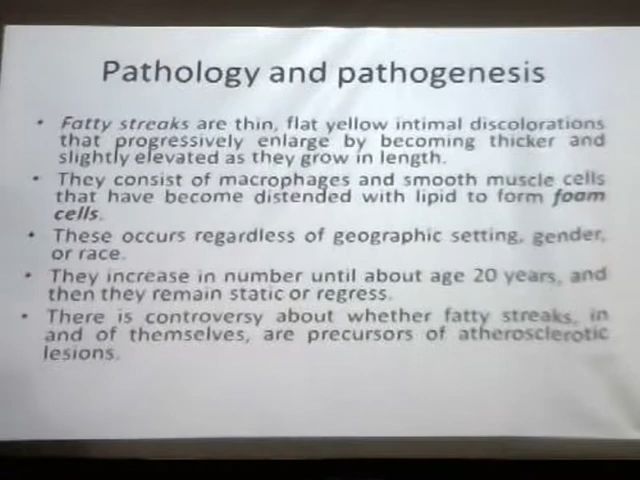 Pathology and pathogenesis
• Fatty streaks are thin, flat yellow intimal discolorations
that progressively enlarge by becoming thicker and
slightly elevated as they grow in length.
• They consist of macrophages and smooth muscle cells
that have become distended with lipid to form foam
cells.
• These occurs regardless of geographic setting, gender,
or race.
• They increase in number until about age 20 years, and
then they remain static or regress.
• There is controversy about whether fatty streaks, in
and of themselves, are precursors of atherosclerotic
lesions.